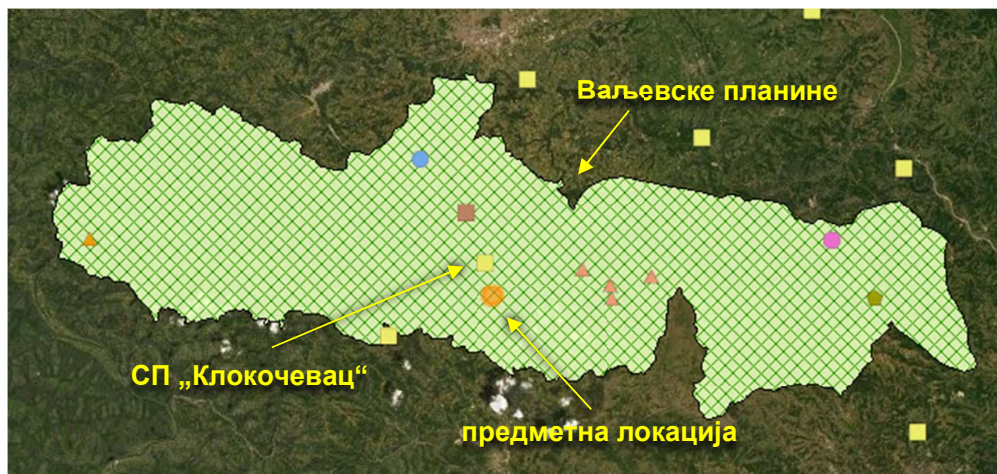 Ваљевске планине
СП „Клокочевац“
предметна локација